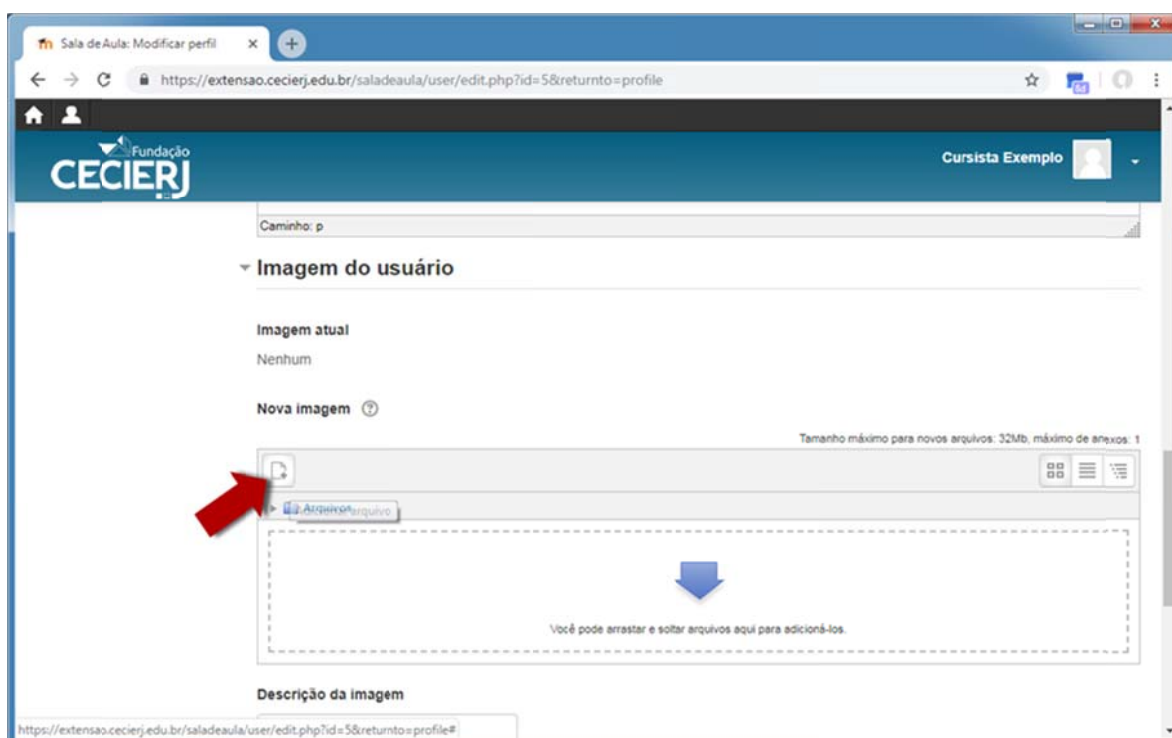 Sala de Aula: Modificar perfil
https://extensao.cecierj.edu.br/saladeaula/user/edit.php?id=5&returnto=profile
6d
Fundação
CECIERJ
Cursista Exemplo
Caminho: p
Imagem do usuário
Imagem atual
Nenhum
Nova imagem
Tamanho máximo para novos arquivos: 32Mb, máximo de anexos: 1
Arquivos
Adicionar arquivo
Você pode arrastar e soltar arquivos aqui para adicioná-los.
Descrição da imagem
https://extensao.cecierj.edu.br/saladeaula/user/edit.php?id=5&returnto=profile#